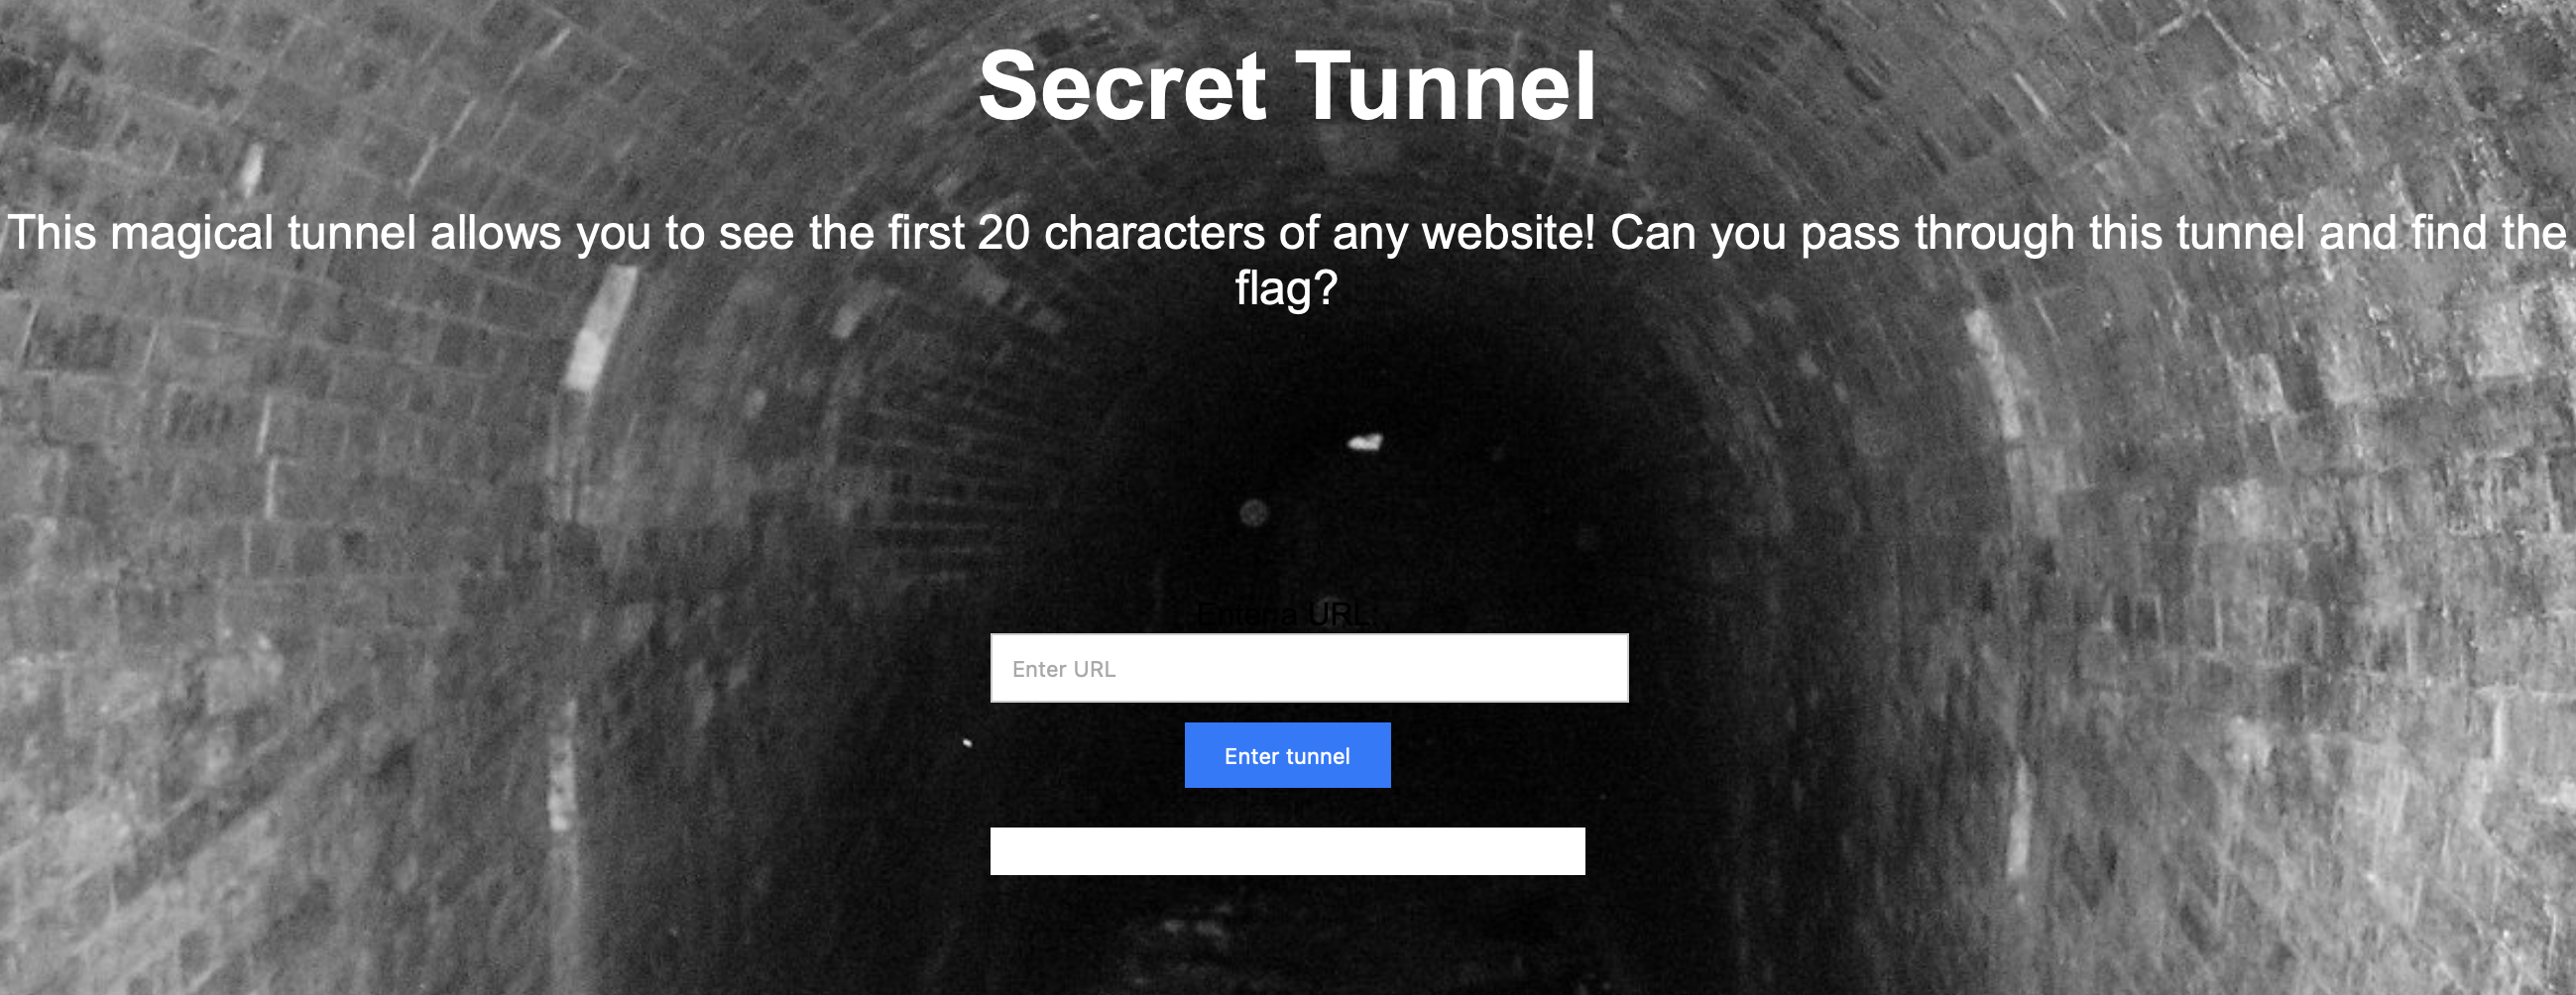 Secret Tunnel
This magical tunnel allows you to see the first 20 characters of any website! Can you pass through this tunnel and find the
flag?
Enter a URL:
Enter URL
Enter tunnel